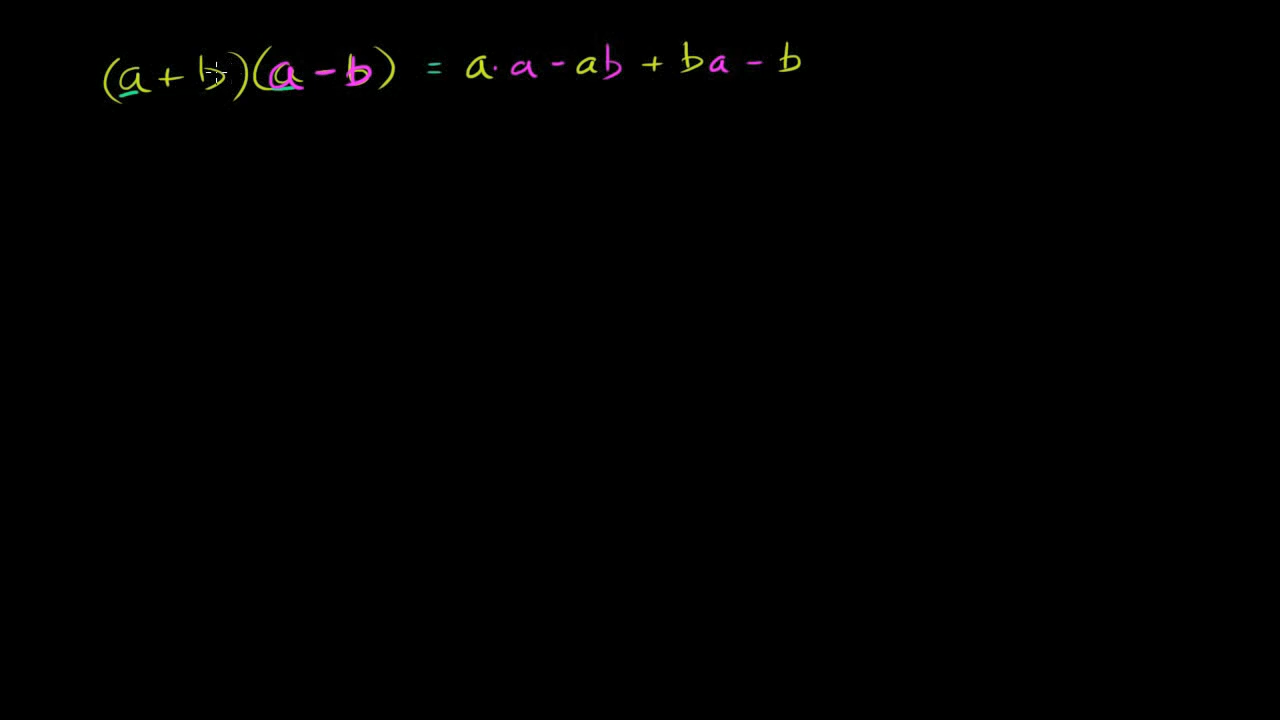 (a + b)(a - b) = a · a - ab + ba - b